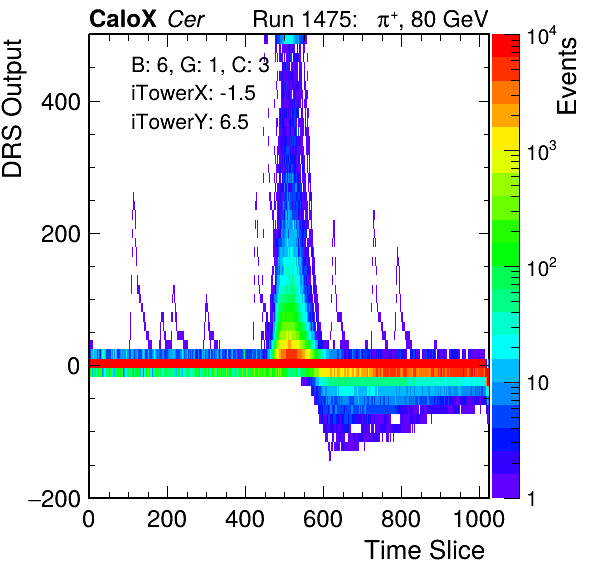 CaloX Cer Run 1475: π⁺, 80 GeV
B: 6, G: 1, C: 3
iTowerX: -1.5
iTowerY: 6.5
DRS Output
400
200
0
−200
0 200 400 600 800 1000
Time Slice
Events
10⁴
10³
10²
10
1